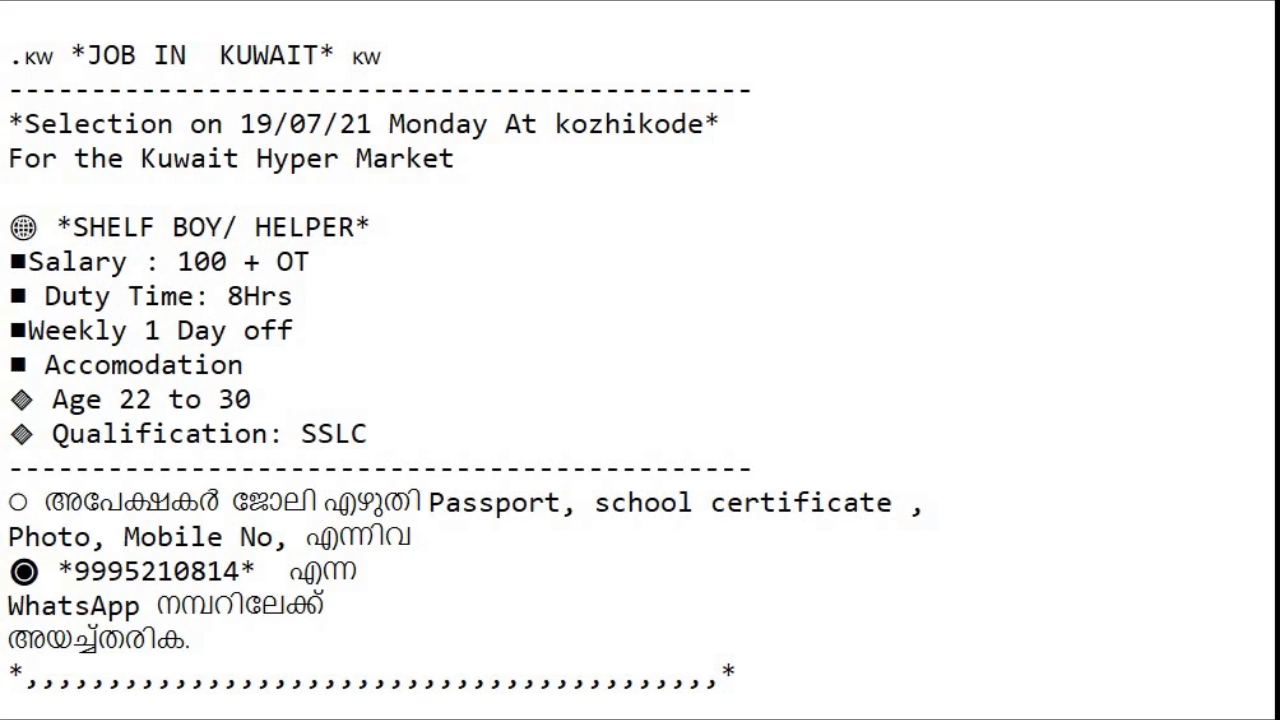 .KW *JOB IN  KUWAIT* KW
---------------------------------------------
*Selection on 19/07/21 Monday At kozhikode*
For the Kuwait Hyper Market
🌐 *SHELF BOY/ HELPER*
■Salary : 100 + OT
■ Duty Time: 8Hrs
■Weekly 1 Day off
■ Accomodation
◈ Age 22 to 30
◈ Qualification: SSLC
---------------------------------------------
○ അപേക്ഷകർ ജോലി എഴുതി Passport, school certificate ,
Photo, Mobile No, എന്നിവ
◉ *9995210814*  എന്ന
WhatsApp നമ്പറിലേക്ക്
അയച്ച്തരിക.
*,,,,,,,,,,,,,,,,,,,,,,,,,,,,,,,,,,,,,,,,,,*